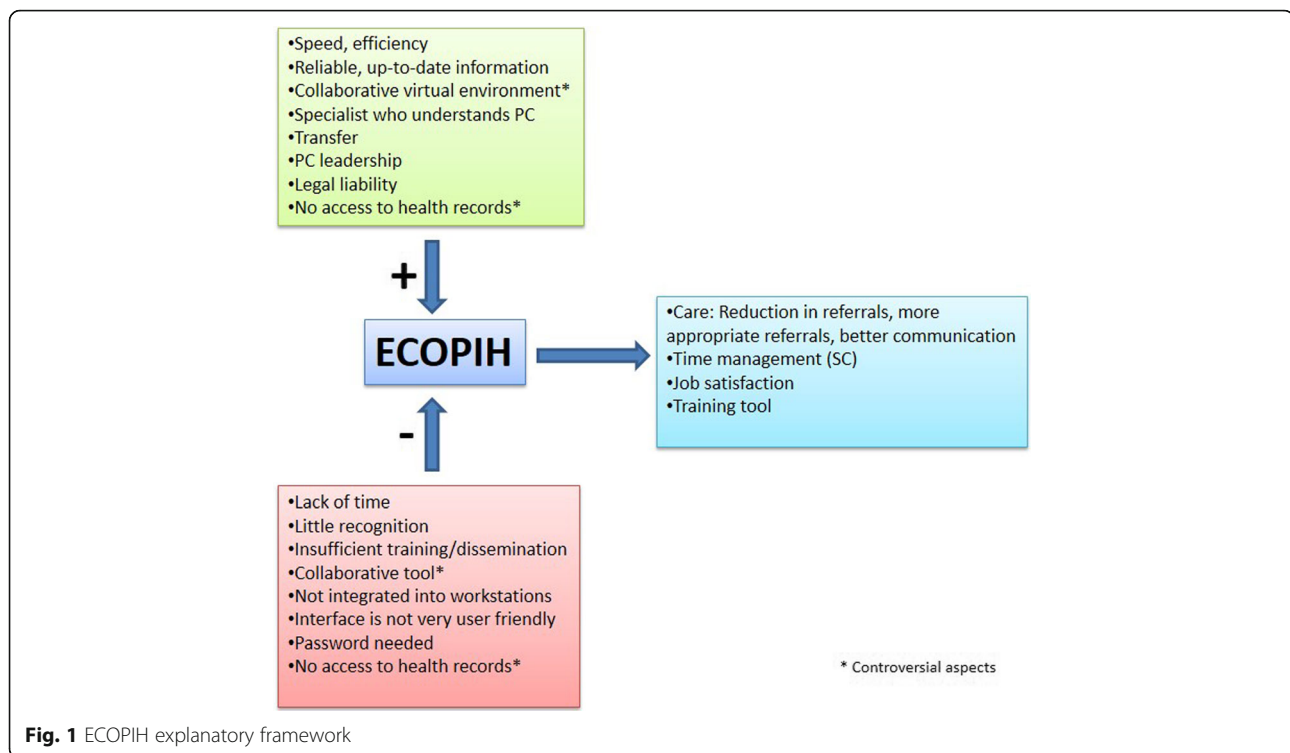 •Speed, efficiency
•Reliable, up-to-date information
•Collaborative virtual environment*
•Specialist who understands PC
•Transfer
•PC leadership
•Legal liability
•No access to health records*
+
ECOPIH
•Care: Reduction in referrals, more
appropriate referrals, better communication
•Time management (SC)
•Job satisfaction
•Training tool
-
•Lack of time
•Little recognition
•Insufficient training/dissemination
•Collaborative tool*
•Not integrated into workstations
•Interface is not very user friendly
•Password needed
•No access to health records*
* Controversial aspects
Fig. 1 ECOPIH explanatory framework